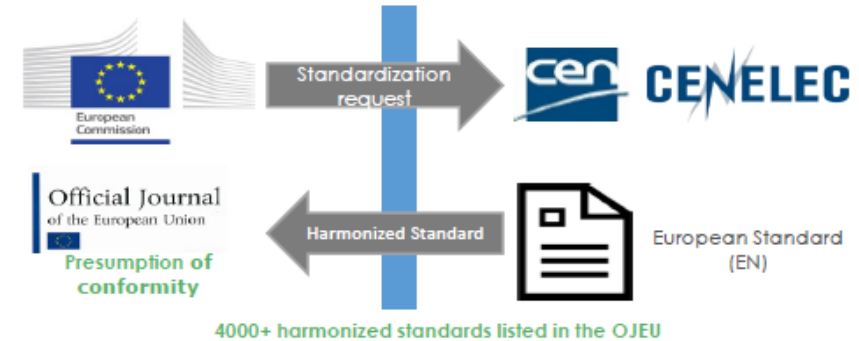 European
Commission
Standardization
request
cen
CENELEC
Official Journal
of the European Union
Presumption of
conformity
Harmonized Standard
European Standard
(EN)
4000+ harmonized standards listed in the OJEU